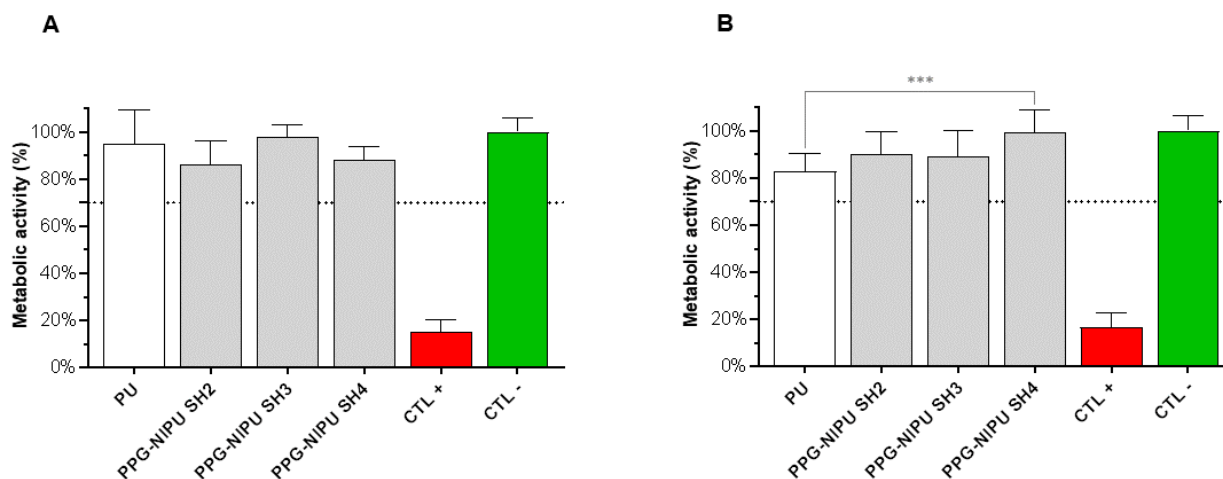 A
Metabolic activity (%)
100%
80%
60%
40%
20%
0%
PU
PPG-NIPU SH2
PPG-NIPU SH3
PPG-NIPU SH4
CTL +
CTL -
B
***
Metabolic activity (%)
100%
80%
60%
40%
20%
0%
PU
PPG-NIPU SH2
PPG-NIPU SH3
PPG-NIPU SH4
CTL +
CTL -